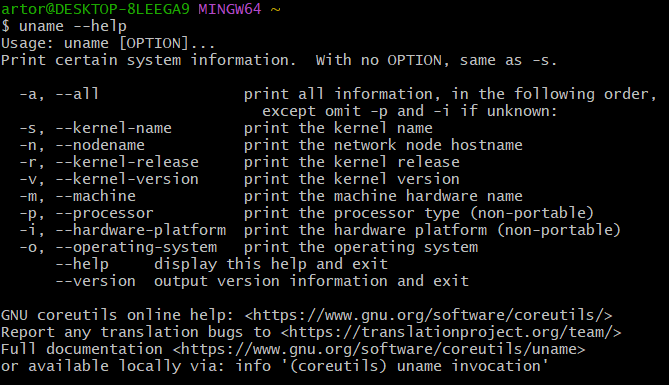 artor@DESKTOP-8LEEGA9 MINGW64 ~
$ uname --help
Usage: uname [OPTION]...
Print certain system information.  With no OPTION, same as -s.

  -a, --all                print all information, in the following order,
                             except omit -p and -i if unknown:
  -s, --kernel-name        print the kernel name
  -n, --nodename           print the network node hostname
  -r, --kernel-release     print the kernel release
  -v, --kernel-version     print the kernel version
  -m, --machine            print the machine hardware name
  -p, --processor          print the processor type (non-portable)
  -i, --hardware-platform  print the hardware platform (non-portable)
  -o, --operating-system   print the operating system
      --help     display this help and exit
      --version  output version information and exit

GNU coreutils online help: <https://www.gnu.org/software/coreutils/>
Report any translation bugs to <https://translationproject.org/team/>
Full documentation <https://www.gnu.org/software/coreutils/uname>
or available locally via: info '(coreutils) uname invocation'